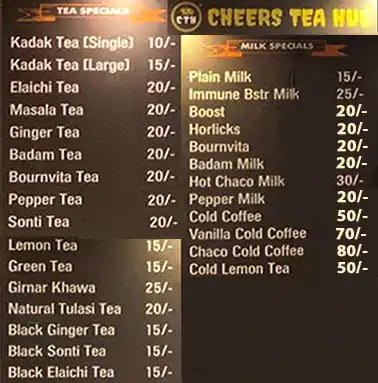 TEA SPECIALS
Kadak Tea [Single] 10/-
Kadak Tea [Large] 15/-
Elaichi Tea 20/-
Masala Tea 20/-
Ginger Tea 20/-
Badam Tea 20/-
Bournvita Tea 20/-
Pepper Tea 20/-
Sonti Tea 20/-
Lemon Tea 15/-
Green Tea 15/-
Girnar Khawa 25/-
Natural Tulasi Tea 20/-
Black Ginger Tea 15/-
Black Sonti Tea 15/-
Black Elaichi Tea 15/-
CTH
CHEERS TEA HUB
MILK SPECIALS
Plain Milk 15/-
Immune Bstr Milk 25/-
Boost 20/-
Horlicks 20/-
Bournvita 20/-
Badam Milk 20/-
Hot Chaco Milk 30/-
Pepper Milk 20/-
Cold Coffee 50/-
Vanilla Cold Coffee 70/-
Chaco Cold Coffee 80/-
Cold Lemon Tea 50/-